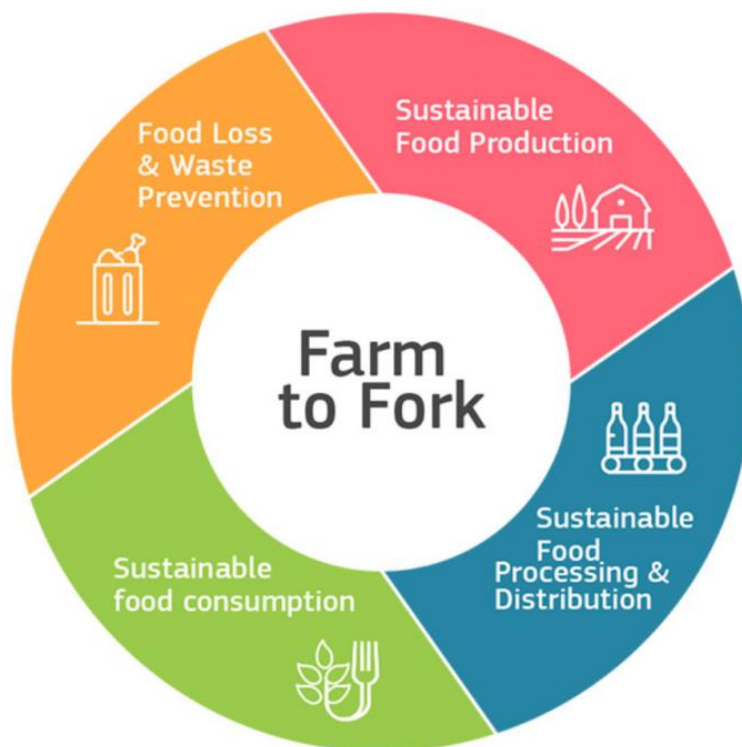 Food Loss
& Waste
Prevention
Sustainable
Food Production
Farm
to Fork
Sustainable
Food
Processing &
Distribution
Sustainable
food consumption